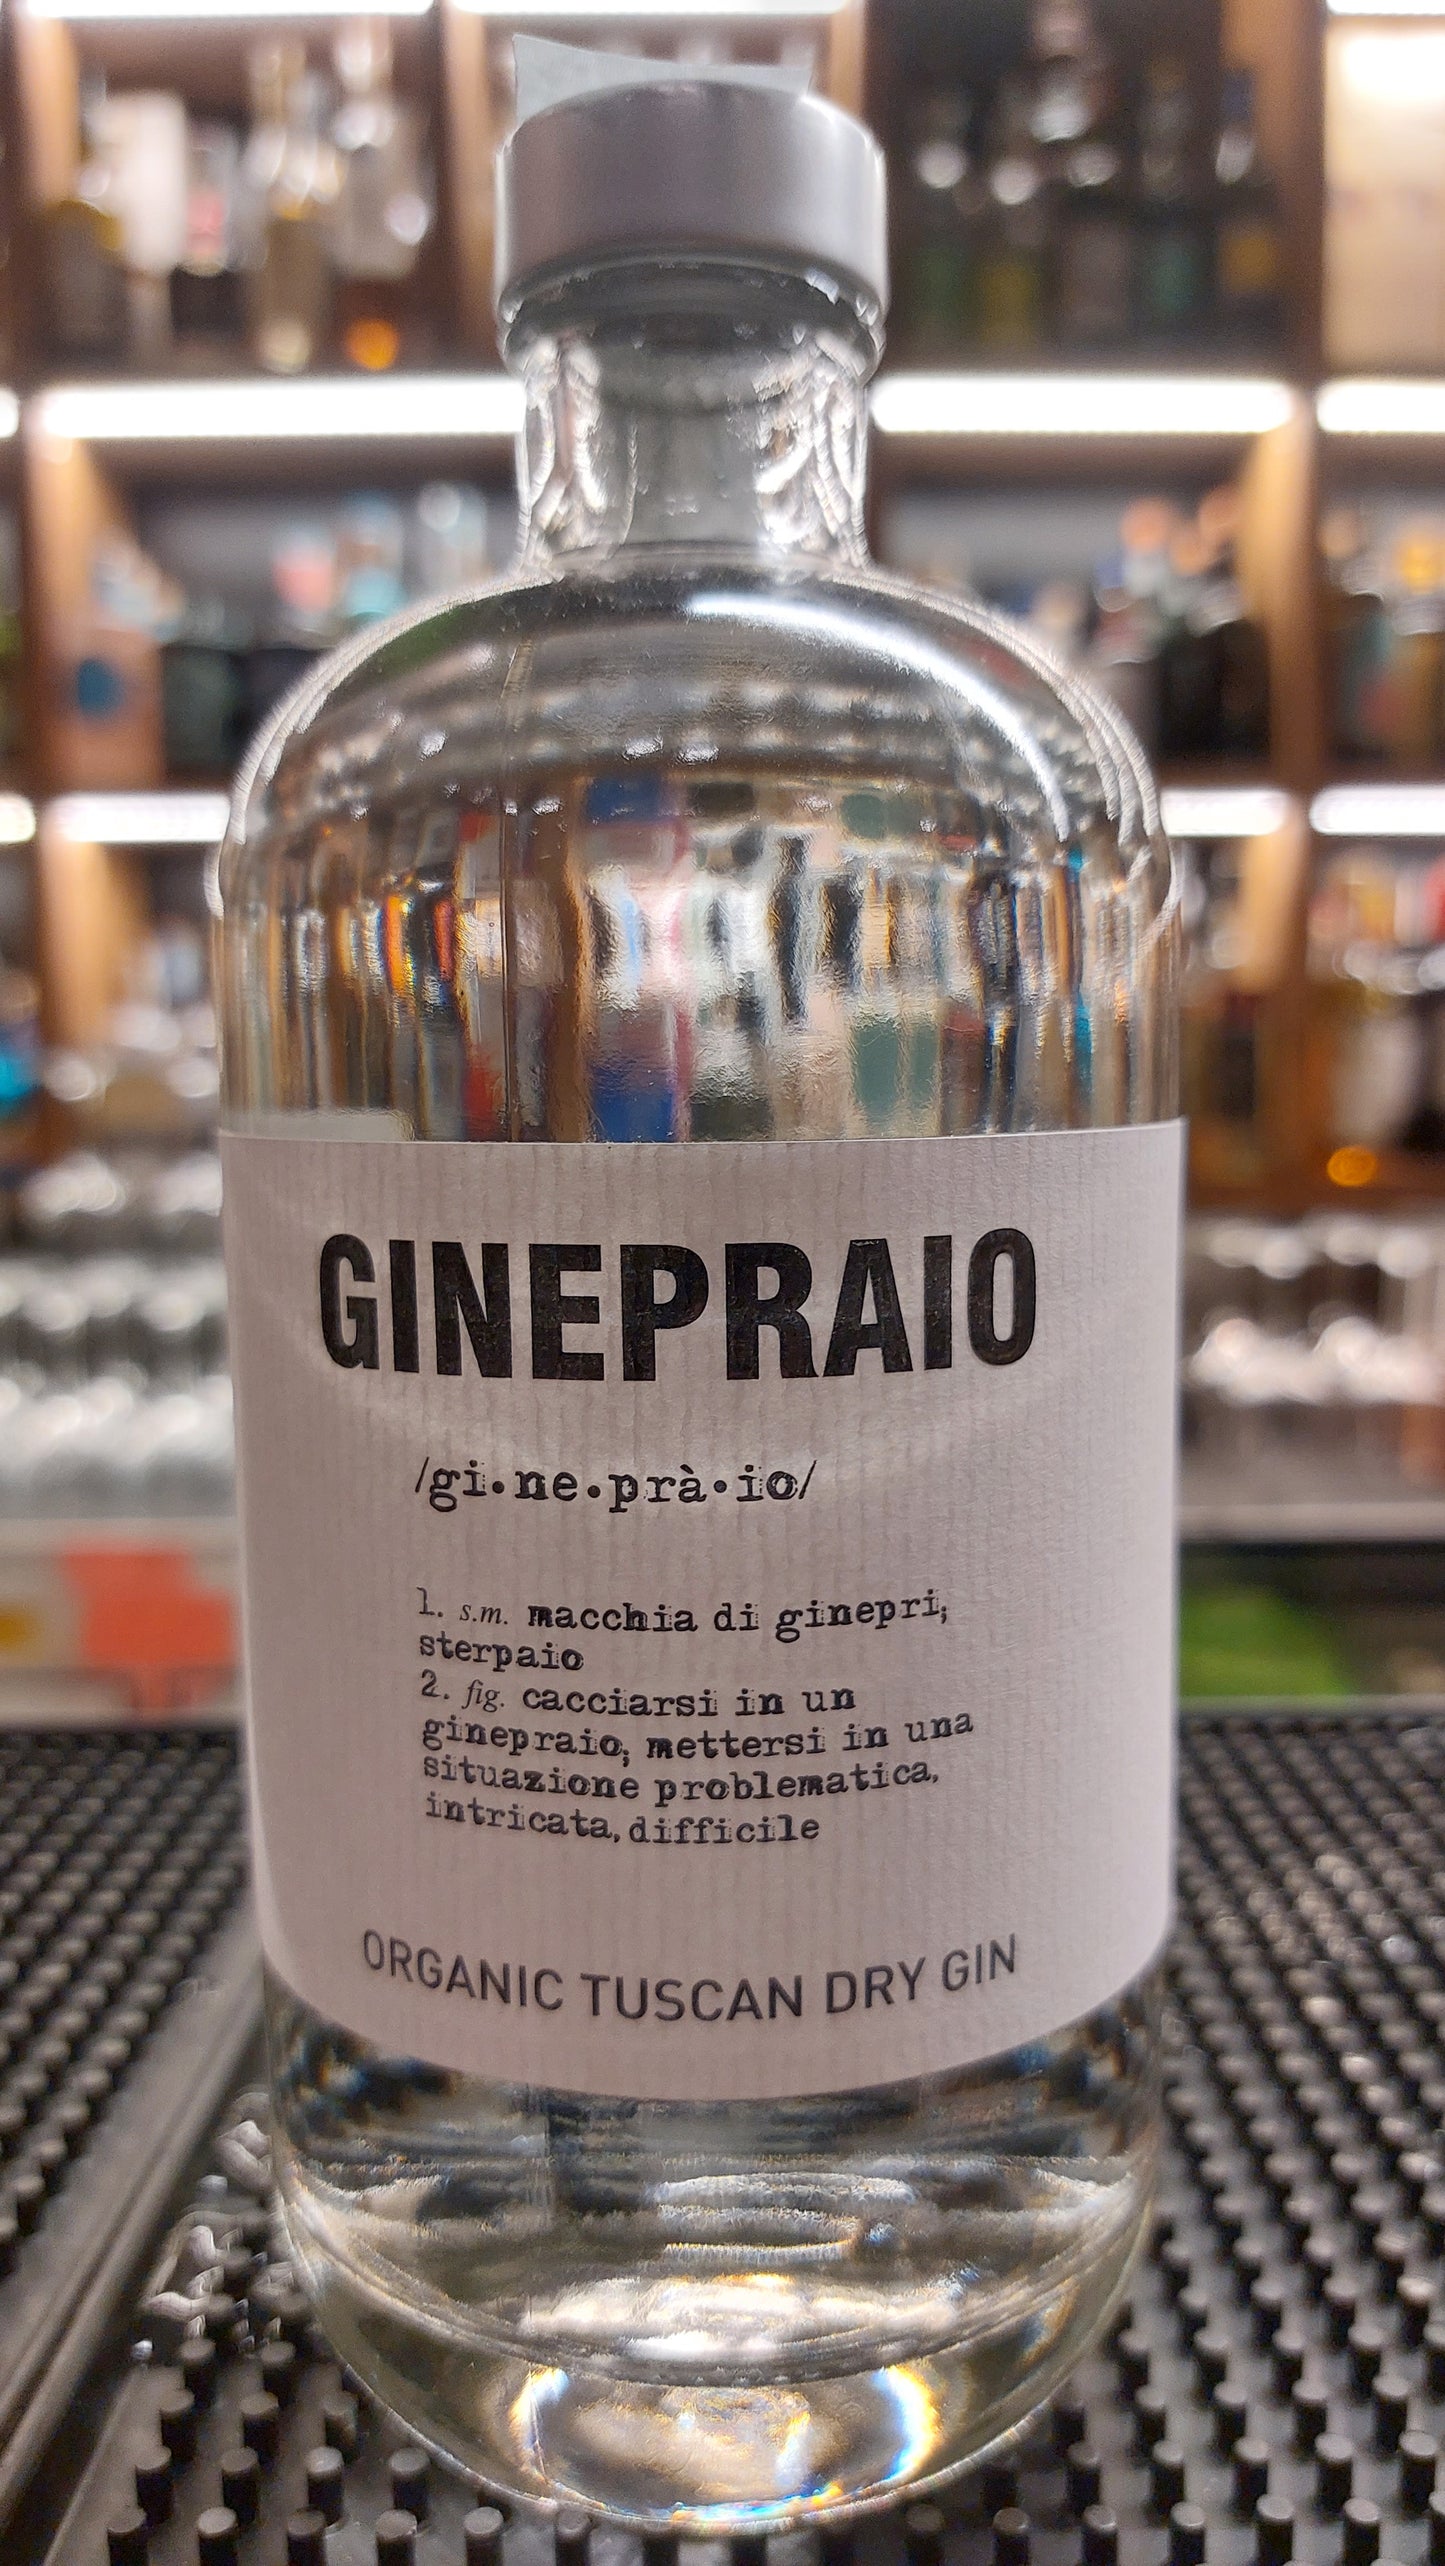 GINEPRAIO
/gi•ne•prà•io/
1. s.m. macchia di ginepri;
sterpaio
2. fig. cacciarsi in un
ginepraio; mettersi in una
situazione problematica,
intricata, difficile
ORGANIC TUSCAN DRY GIN